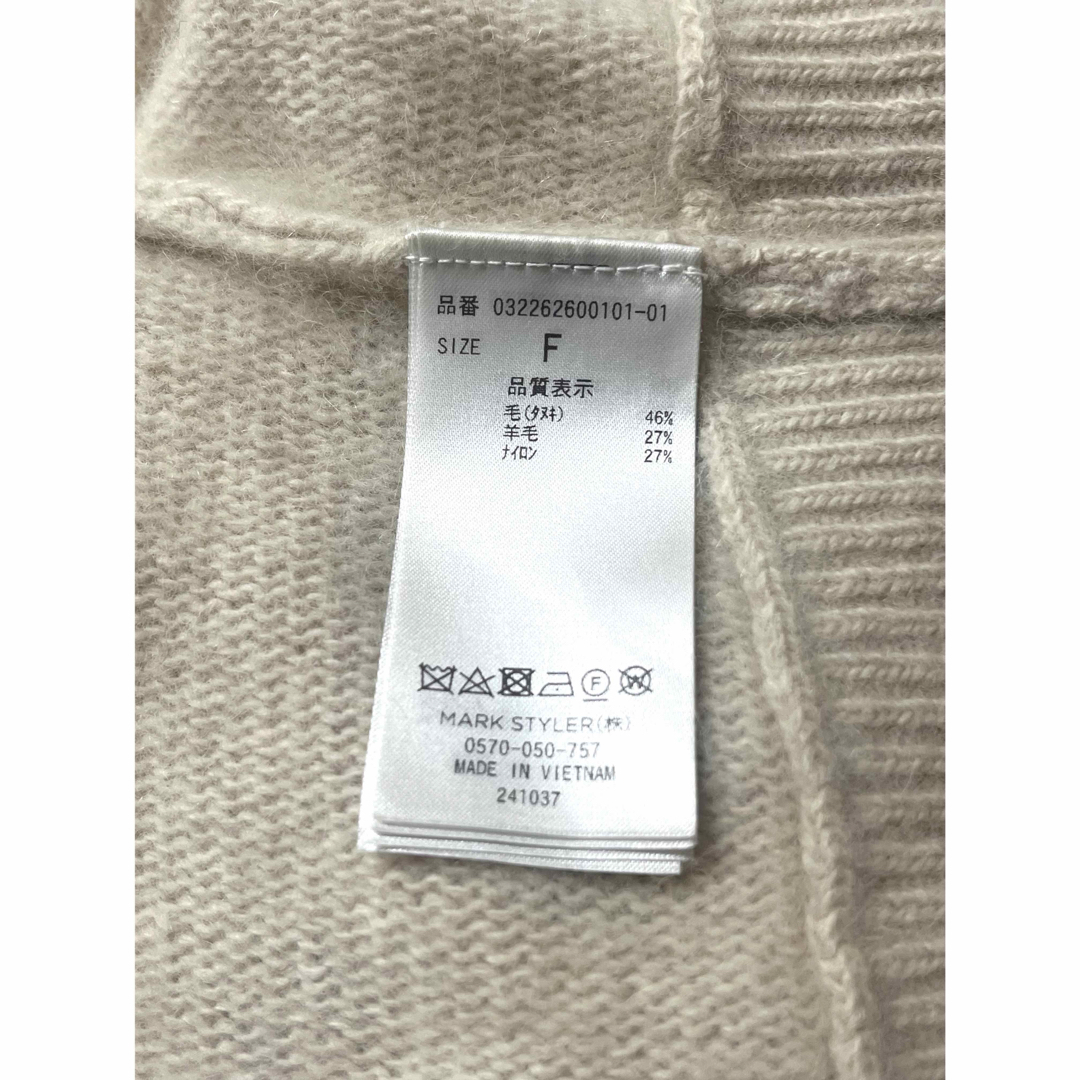 品番 032262600101-01
SIZE F
品質表示
毛(タヌキ) 46%
羊毛 27%
ナイロン 27%
F W
MARK STYLER(株)
0570-050-757
MADE IN VIETNAM
241037